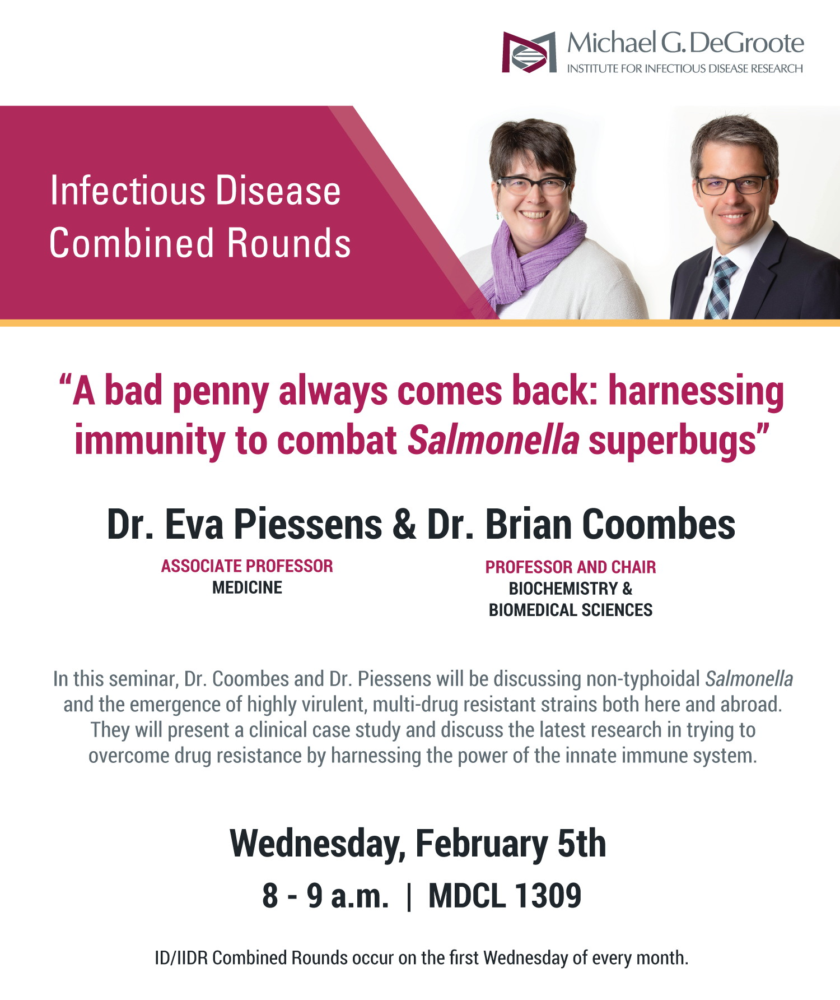 Michael G. DeGroote
INSTITUTE FOR INFECTIOUS DISEASE RESEARCH
Infectious Disease
Combined Rounds
“A bad penny always comes back: harnessing
immunity to combat Salmonella superbugs”
Dr. Eva Piessens & Dr. Brian Coombes
ASSOCIATE PROFESSOR
MEDICINE
PROFESSOR AND CHAIR
BIOCHEMISTRY &
BIOMEDICAL SCIENCES
In this seminar, Dr. Coombes and Dr. Piessens will be discussing non-typhoidal Salmonella
and the emergence of highly virulent, multi-drug resistant strains both here and abroad.
They will present a clinical case study and discuss the latest research in trying to
overcome drug resistance by harnessing the power of the innate immune system.
Wednesday, February 5th
8 - 9 a.m. | MDCL 1309
ID/IIDR Combined Rounds occur on the first Wednesday of every month.